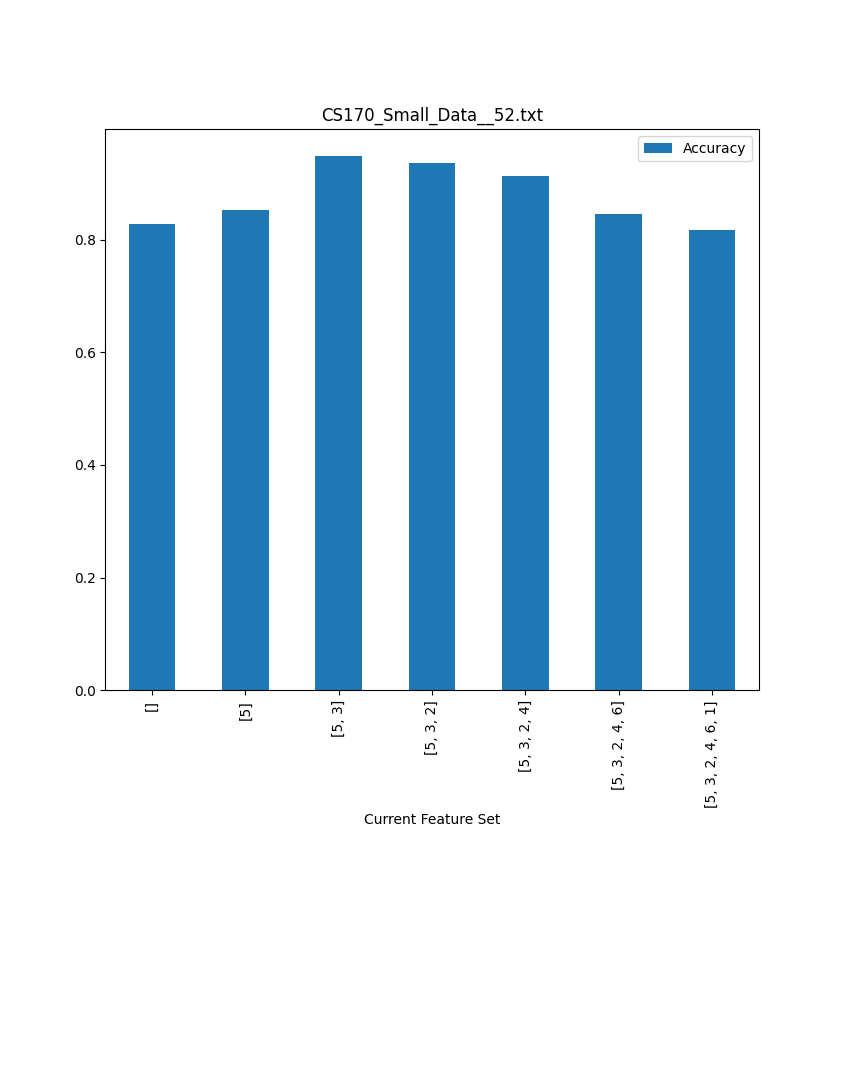 CS170_Small_Data__52.txt
Accuracy
0.8
0.6
0.4
0.2
0.0
[]
[5]
[5, 3]
[5, 3, 2]
[5, 3, 2, 4]
[5, 3, 2, 4, 6]
[5, 3, 2, 4, 6, 1]
Current Feature Set